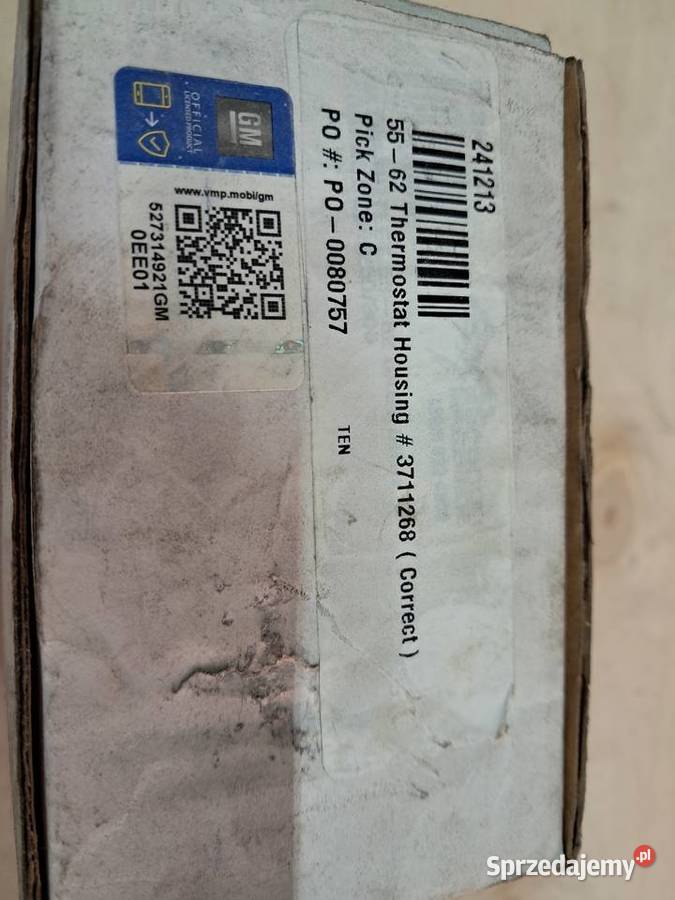 241213
55-62 Thermostat Housing # 3711268 ( Correct )
Pick Zone: C
PO #: PO-0080757
TEN
GM
OFFICIAL
LICENSED PRODUCT
www.vmp.mobi/gm
527314921GM
0EE01
Sprzedajemy.pl